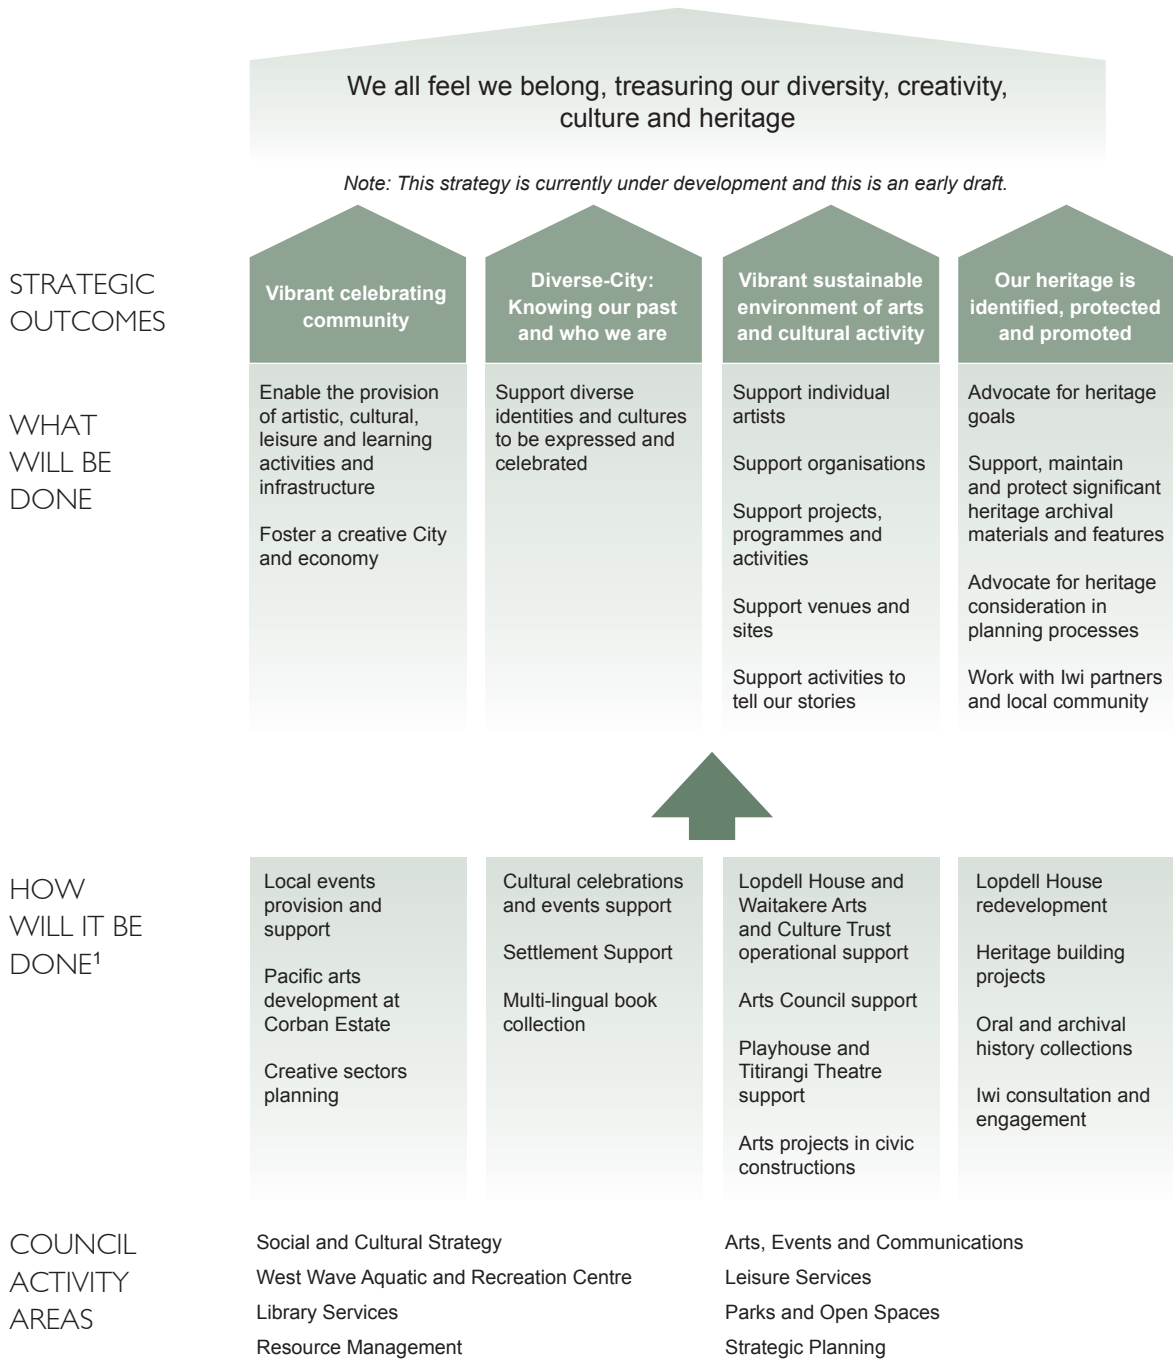 We all feel we belong, treasuring our diversity, creativity,
culture and heritage
Note: This strategy is currently under development and this is an early draft.
STRATEGIC
OUTCOMES
Vibrant celebrating
community
Diverse-City:
Knowing our past
and who we are
Vibrant sustainable
environment of arts
and cultural activity
Our heritage is
identified, protected
and promoted
WHAT
WILL BE
DONE
Enable the provision
of artistic, cultural,
leisure and learning
activities and
infrastructure
Foster a creative City
and economy
Support diverse
identities and cultures
to be expressed and
celebrated
Support individual
artists
Support organisations
Support projects,
programmes and
activities
Support venues and
sites
Support activities to
tell our stories
Advocate for heritage
goals
Support, maintain
and protect significant
heritage archival
materials and features
Advocate for heritage
consideration in
planning processes
Work with Iwi partners
and local community
HOW
WILL IT BE
DONE¹
Local events
provision and
support
Pacific arts
development at
Corban Estate
Creative sectors
planning
Cultural celebrations
and events support
Settlement Support
Multi-lingual book
collection
Lopdell House and
Waitakere Arts
and Culture Trust
operational support
Arts Council support
Playhouse and
Titirangi Theatre
support
Arts projects in civic
constructions
Lopdell House
redevelopment
Heritage building
projects
Oral and archival
history collections
Iwi consultation and
engagement
COUNCIL
ACTIVITY
AREAS
Social and Cultural Strategy
West Wave Aquatic and Recreation Centre
Library Services
Resource Management
Arts, Events and Communications
Leisure Services
Parks and Open Spaces
Strategic Planning